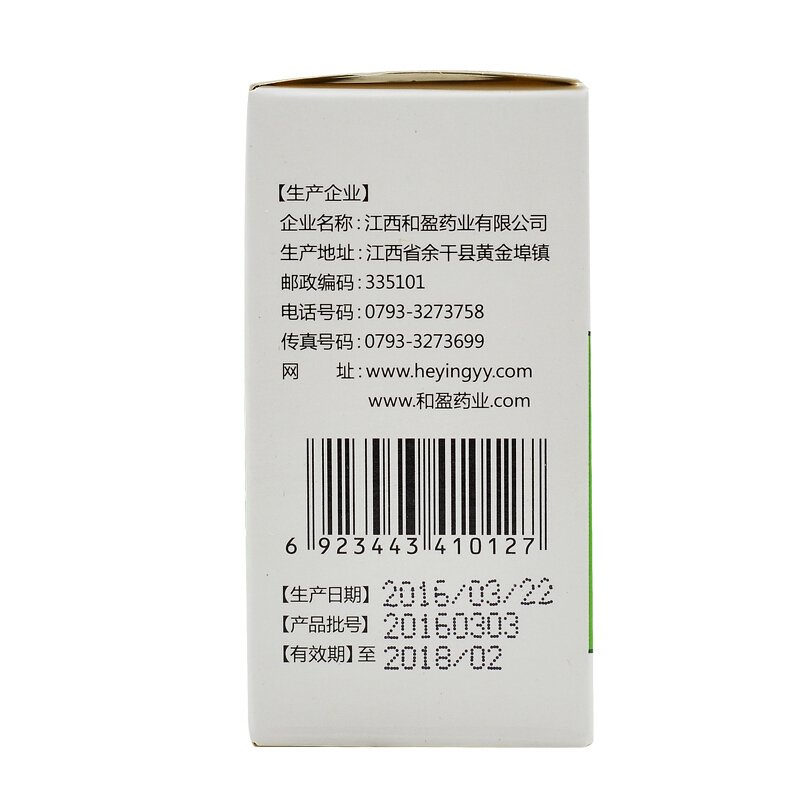 【生产企业】
企业名称:江西和盈药业有限公司
生产地址:江西省余干县黄金埠镇
邮政编码:335101
电话号码:0793-3273758
传真号码:0793-3273699
网 址:www.heyingyy.com
www.和盈药业.com
6 923443 410127
【生产日期】2016/03/22
【产品批号】20160303
【有效期】至 2018/02